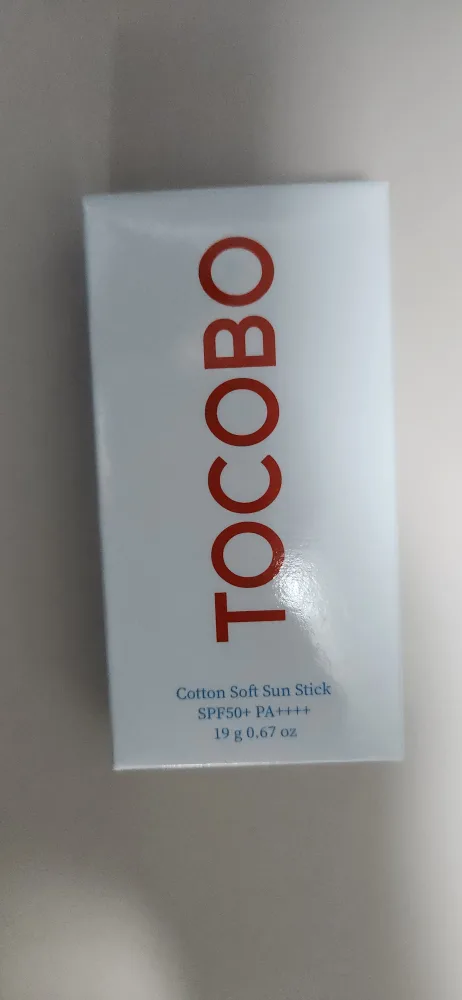 TOCOBO
Cotton Soft Sun Stick
SPF50+ PA++++
19 g 0.67 oz